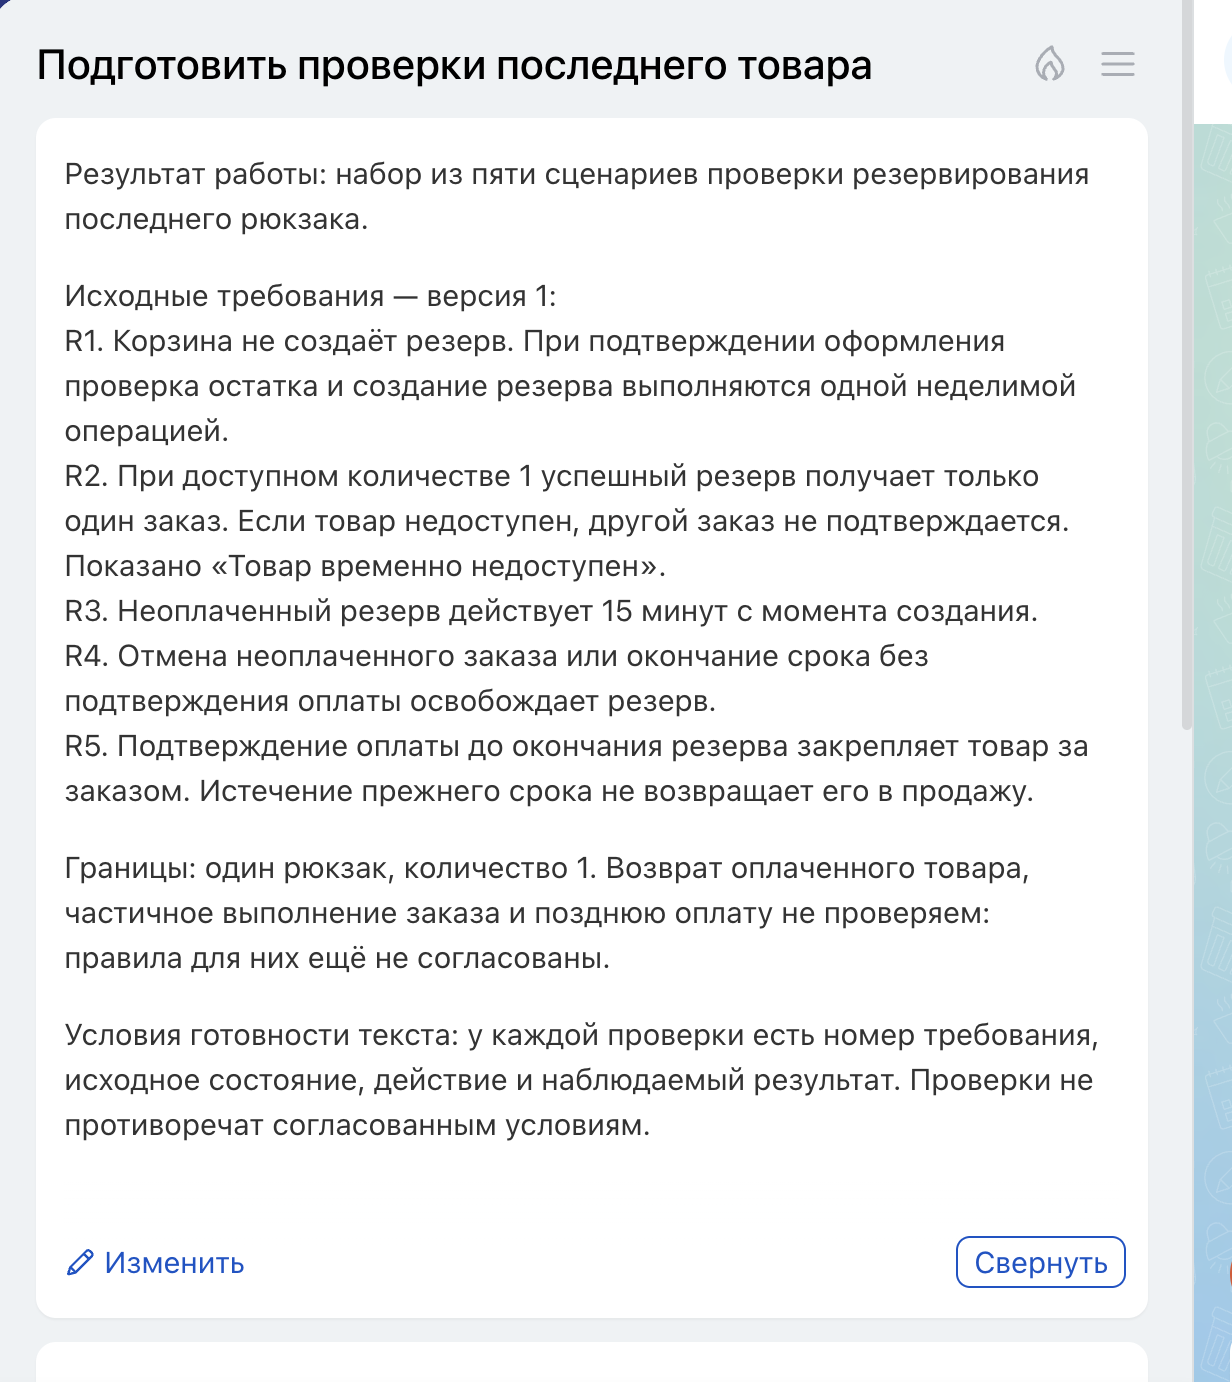 Подготовить проверки последнего товара
Результат работы: набор из пяти сценариев проверки резервирования
последнего рюкзака.
Исходные требования — версия 1:
R1. Корзина не создаёт резерв. При подтверждении оформления
проверка остатка и создание резерва выполняются одной неделимой
операцией.
R2. При доступном количестве 1 успешный резерв получает только
один заказ. Если товар недоступен, другой заказ не подтверждается.
Показано «Товар временно недоступен».
R3. Неоплаченный резерв действует 15 минут с момента создания.
R4. Отмена неоплаченного заказа или окончание срока без
подтверждения оплаты освобождает резерв.
R5. Подтверждение оплаты до окончания резерва закрепляет товар за
заказом. Истечение прежнего срока не возвращает его в продажу.
Границы: один рюкзак, количество 1. Возврат оплаченного товара,
частичное выполнение заказа и позднюю оплату не проверяем:
правила для них ещё не согласованы.
Условия готовности текста: у каждой проверки есть номер требования,
исходное состояние, действие и наблюдаемый результат. Проверки не
противоречат согласованным условиям.
Изменить
Свернуть